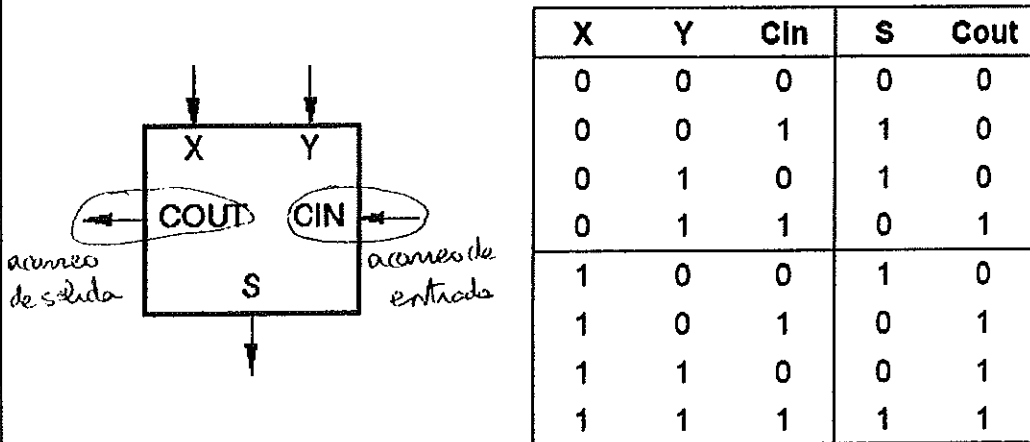 X Y
COUT CIN
acarreo
de salida
acarreo de
entrada
S
X Y Cin S Cout
0 0 0 0 0
0 0 1 1 0
0 1 0 1 0
0 1 1 0 1
1 0 0 1 0
1 0 1 0 1
1 1 0 0 1
1 1 1 1 1